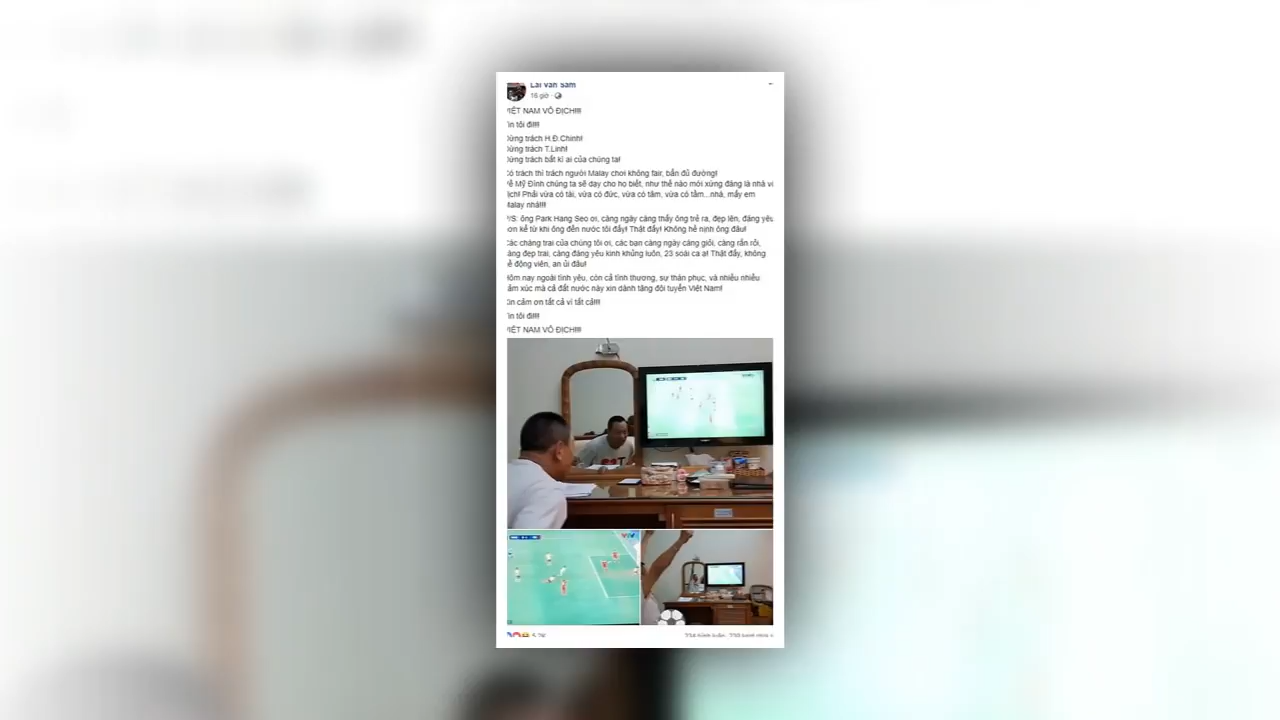 Lai Van Sam
16 giờ
IỆT NAM VÔ ĐỊCH!!!!
in tôi đi!!!!
ừng trách H.Đ.Chinh!
ừng trách T.Linh!
ừng trách bất kì ai của chúng ta!
ó trách thì trách người Malay chơi không fair, bẩn đủ đường!
ề Mỹ Đình chúng ta sẽ dạy cho họ biết, như thế nào mới xứng đáng là nhà vô
ịch! Phải vừa có tài, vừa có đức, vừa có tâm, vừa có tầm...nhá, mấy em
Malay nhá!!!!
/S: ông Park Hang Seo ơi, càng ngày càng thấy ông trẻ ra, đẹp lên, đáng yêu
ơn kể từ khi ông đến nước tôi đấy! Thật đấy! Không hề nịnh ông đâu!
ác chàng trai của chúng tôi ơi, các bạn càng ngày càng giỏi, càng rắn rỏi,
àng đẹp trai, càng đáng yêu kinh khủng luôn, 23 soái ca ạ! Thật đấy, không
ề động viên, an ủi đâu!
ôm nay ngoài tình yêu, còn cả tình thương, sự thán phục, và nhiều nhiều
ảm xúc mà cả đất nước này xin dành tặng đội tuyển Việt Nam!
in cảm ơn tất cả vì tất cả!!!!
in tôi đi!!!!
IỆT NAM VÔ ĐỊCH!!!!
VTV